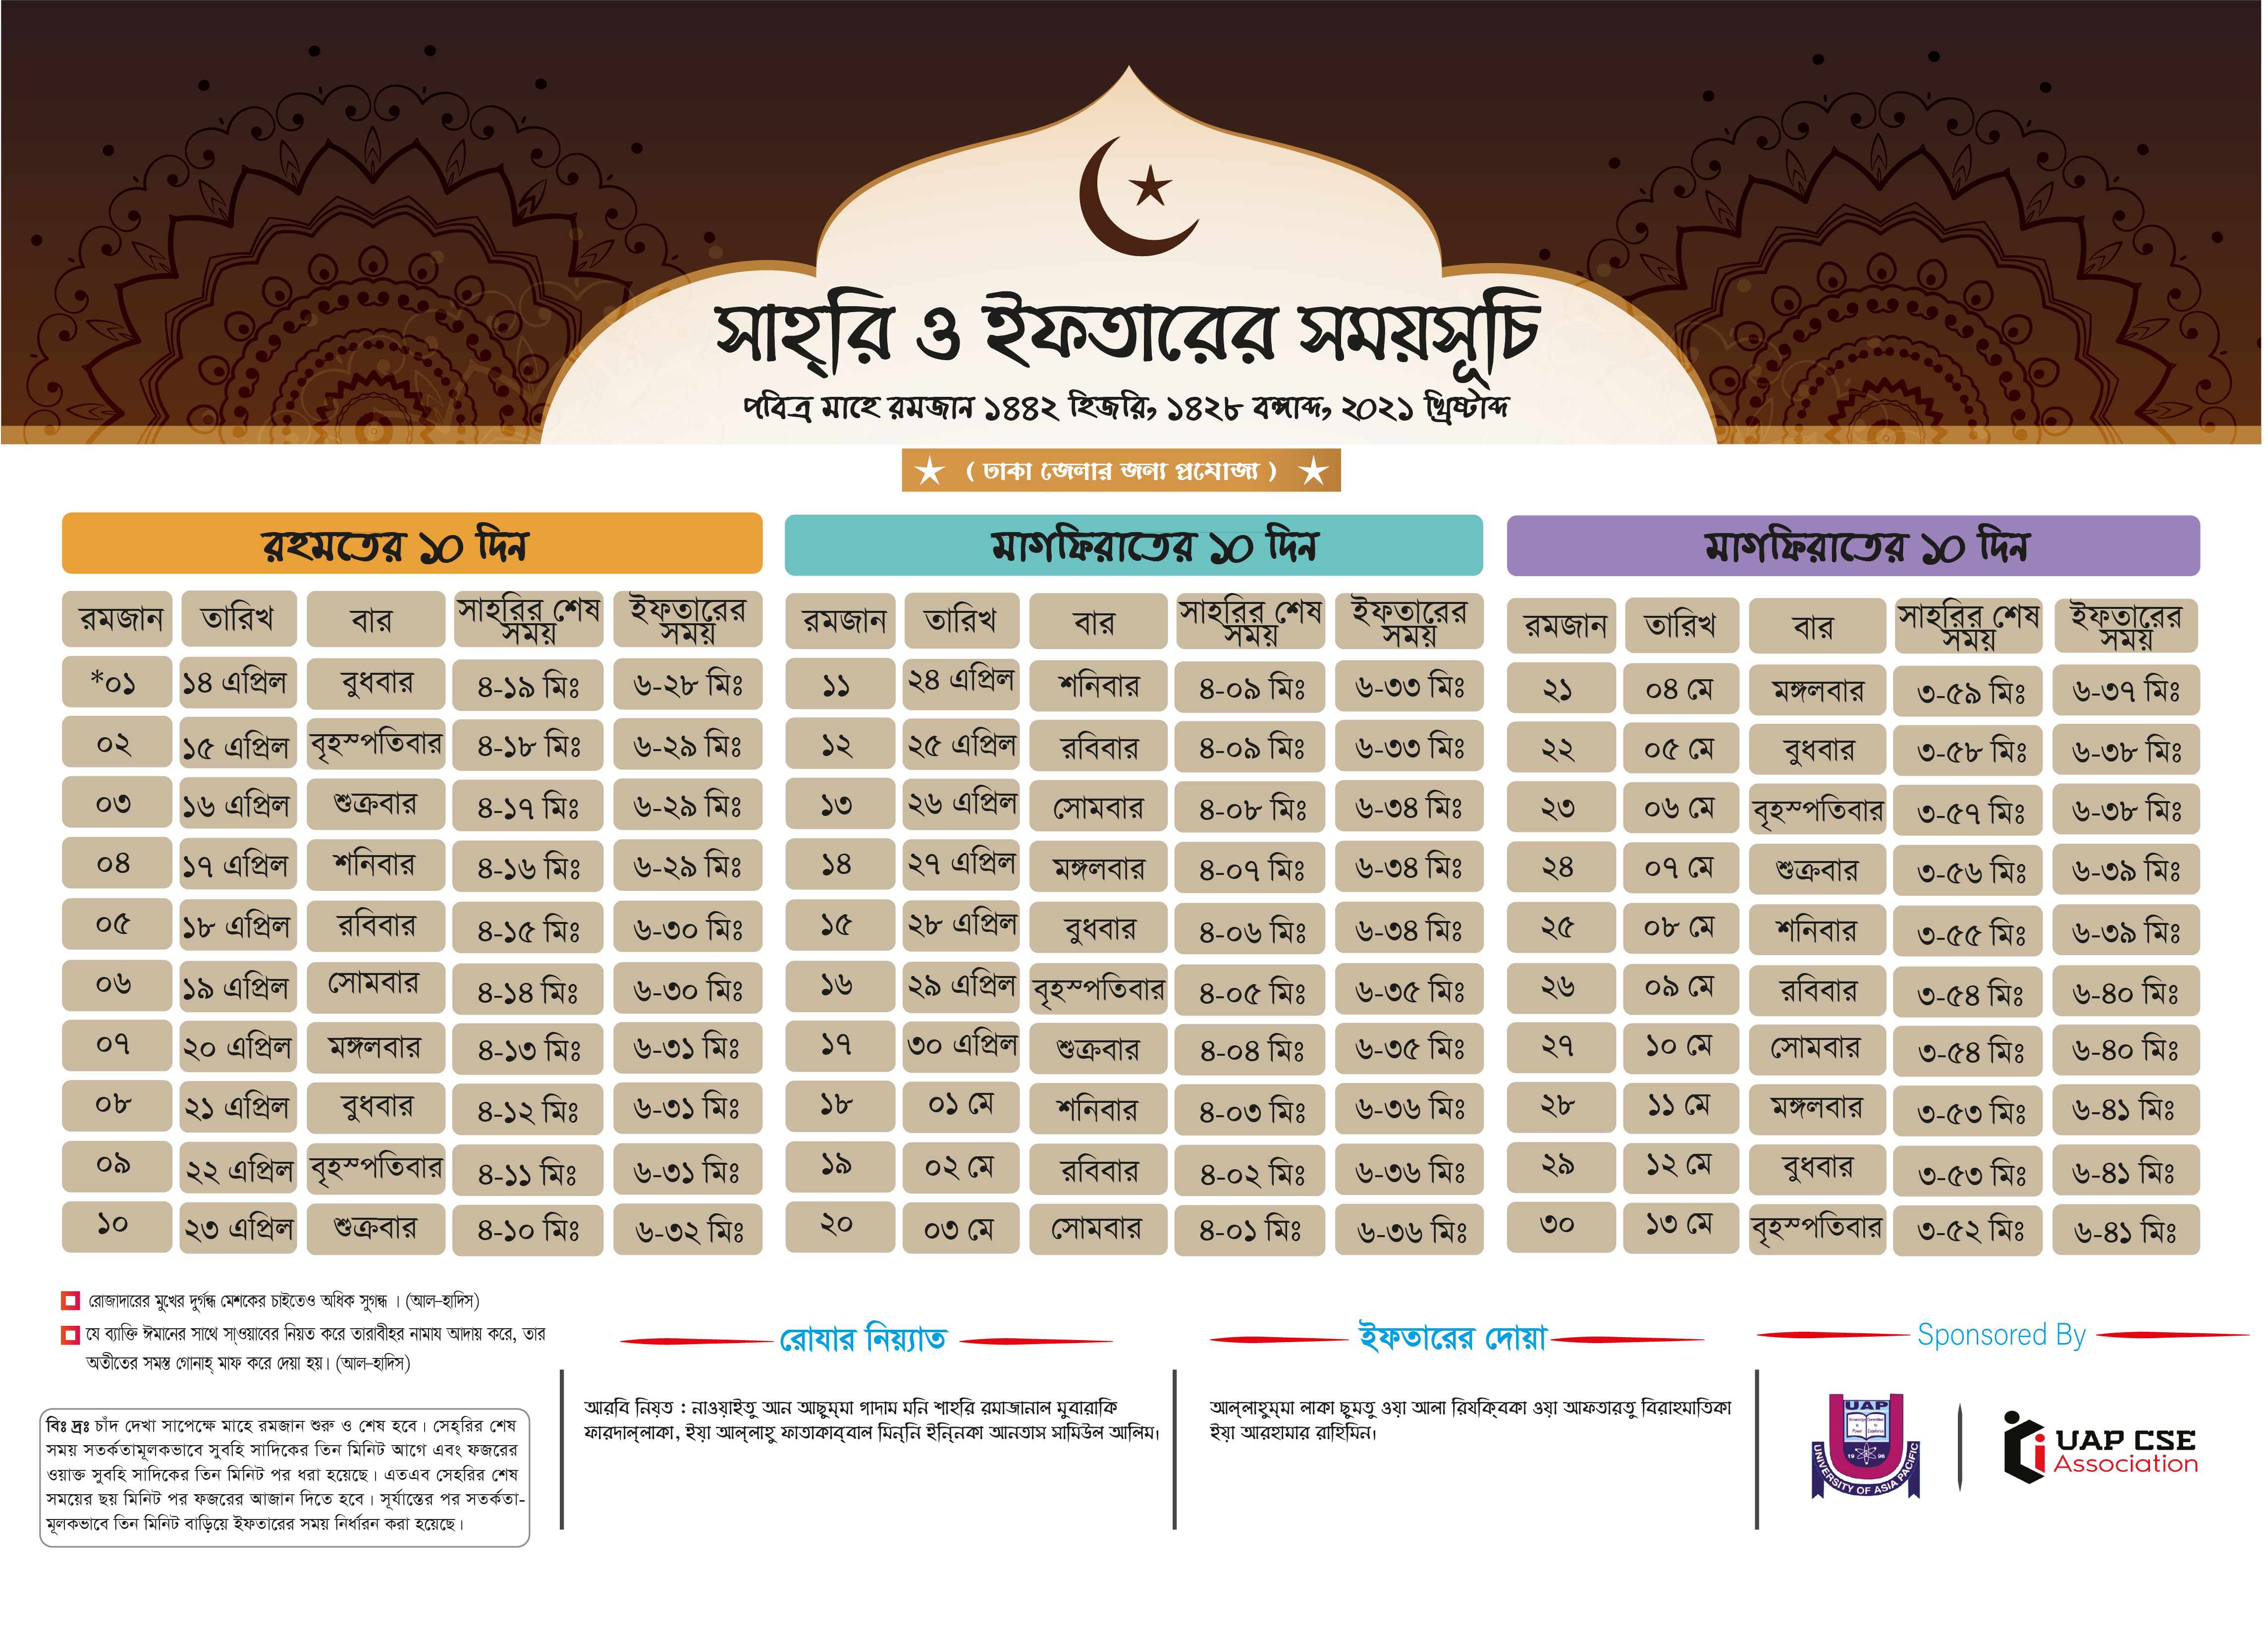 সাহ্‌রি ও ইফতারের সময়সূচি
পবিত্র মাহে রমজান ১৪৪২ হিজরি, ১৪২৮ বঙ্গাব্দ, ২০২১ খ্রিষ্টাব্দ
( ঢাকা জেলার জন্য প্রযোজ্য )
রহমতের ১০ দিন
রমজান তারিখ বার সাহরির শেষ সময় ইফতারের সময়
*০১ ১৪ এপ্রিল বুধবার ৪-১৯ মিঃ ৬-২৮ মিঃ
০২ ১৫ এপ্রিল বৃহস্পতিবার ৪-১৮ মিঃ ৬-২৯ মিঃ
০৩ ১৬ এপ্রিল শুক্রবার ৪-১৭ মিঃ ৬-২৯ মিঃ
০৪ ১৭ এপ্রিল শনিবার ৪-১৬ মিঃ ৬-২৯ মিঃ
০৫ ১৮ এপ্রিল রবিবার ৪-১৫ মিঃ ৬-৩০ মিঃ
০৬ ১৯ এপ্রিল সোমবার ৪-১৪ মিঃ ৬-৩০ মিঃ
০৭ ২০ এপ্রিল মঙ্গলবার ৪-১৩ মিঃ ৬-৩১ মিঃ
০৮ ২১ এপ্রিল বুধবার ৪-১২ মিঃ ৬-৩১ মিঃ
০৯ ২২ এপ্রিল বৃহস্পতিবার ৪-১১ মিঃ ৬-৩১ মিঃ
১০ ২৩ এপ্রিল শুক্রবার ৪-১০ মিঃ ৬-৩২ মিঃ
মাগফিরাতের ১০ দিন
রমজান তারিখ বার সাহরির শেষ সময় ইফতারের সময়
১১ ২৪ এপ্রিল শনিবার ৪-০৯ মিঃ ৬-৩৩ মিঃ
১২ ২৫ এপ্রিল রবিবার ৪-০৯ মিঃ ৬-৩৩ মিঃ
১৩ ২৬ এপ্রিল সোমবার ৪-০৮ মিঃ ৬-৩৪ মিঃ
১৪ ২৭ এপ্রিল মঙ্গলবার ৪-০৭ মিঃ ৬-৩৪ মিঃ
১৫ ২৮ এপ্রিল বুধবার ৪-০৬ মিঃ ৬-৩৪ মিঃ
১৬ ২৯ এপ্রিল বৃহস্পতিবার ৪-০৫ মিঃ ৬-৩৫ মিঃ
১৭ ৩০ এপ্রিল শুক্রবার ৪-০৪ মিঃ ৬-৩৫ মিঃ
১৮ ০১ মে শনিবার ৪-০৩ মিঃ ৬-৩৬ মিঃ
১৯ ০২ মে রবিবার ৪-০২ মিঃ ৬-৩৬ মিঃ
২০ ০৩ মে সোমবার ৪-০১ মিঃ ৬-৩৬ মিঃ
মাগফিরাতের ১০ দিন
রমজান তারিখ বার সাহরির শেষ সময় ইফতারের সময়
২১ ০৪ মে মঙ্গলবার ৩-৫৯ মিঃ ৬-৩৭ মিঃ
২২ ০৫ মে বুধবার ৩-৫৮ মিঃ ৬-৩৮ মিঃ
২৩ ০৬ মে বৃহস্পতিবার ৩-৫৭ মিঃ ৬-৩৮ মিঃ
২৪ ০৭ মে শুক্রবার ৩-৫৬ মিঃ ৬-৩৯ মিঃ
২৫ ০৮ মে শনিবার ৩-৫৫ মিঃ ৬-৩৯ মিঃ
২৬ ০৯ মে রবিবার ৩-৫৪ মিঃ ৬-৪০ মিঃ
২৭ ১০ মে সোমবার ৩-৫৪ মিঃ ৬-৪০ মিঃ
২৮ ১১ মে মঙ্গলবার ৩-৫৩ মিঃ ৬-৪১ মিঃ
২৯ ১২ মে বুধবার ৩-৫৩ মিঃ ৬-৪১ মিঃ
৩০ ১৩ মে বৃহস্পতিবার ৩-৫২ মিঃ ৬-৪১ মিঃ
রোজাদারের মুখের দুর্গন্ধ মেশকের চাইতেও অধিক সুগন্ধ । (আল-হাদিস)
যে ব্যাক্তি ঈমানের সাথে সাওয়াবের নিয়ত করে তারাবীহর নামায আদায় করে, তার
অতীতের সমস্ত গোনাহ্ মাফ করে দেয়া হয়। (আল-হাদিস)
বিঃ দ্রঃ চাঁদ দেখা সাপেক্ষে মাহে রমজান শুরু ও শেষ হবে। সেহ্‌রির শেষ
সময় সতর্কতামূলকভাবে সুবহি সাদিকের তিন মিনিট আগে এবং ফজরের
ওয়াক্ত সুবহি সাদিকের তিন মিনিট পর ধরা হয়েছে। এতএব সেহরির শেষ
সময়ের ছয় মিনিট পর ফজরের আজান দিতে হবে। সূর্যাস্তের পর সতর্কতা-
মূলকভাবে তিন মিনিট বাড়িয়ে ইফতারের সময় নির্ধারন করা হয়েছে।
রোযার নিয়্যাত
আরবি নিয়ত : নাওয়াইতু আন আছুম্মা গাদাম মনি শাহরি রমাজানাল মুবারাকি
ফারদাল্লাকা, ইয়া আল্লাহু ফাতাকাব্বাল মিন্নি ইন্নিকা আনতাস সামিউল আলিম।
ইফতারের দোয়া
আল্লাহুম্মা লাকা ছুমতু ওয়া আলা রিযক্বিকা ওয়া আফতারতু বিরাহমাতিকা
ইয়া আরহামার রাহিমিন।
Sponsored By
UAP
1996
UNIVERSITY OF ASIA PACIFIC
UAP CSE
Association